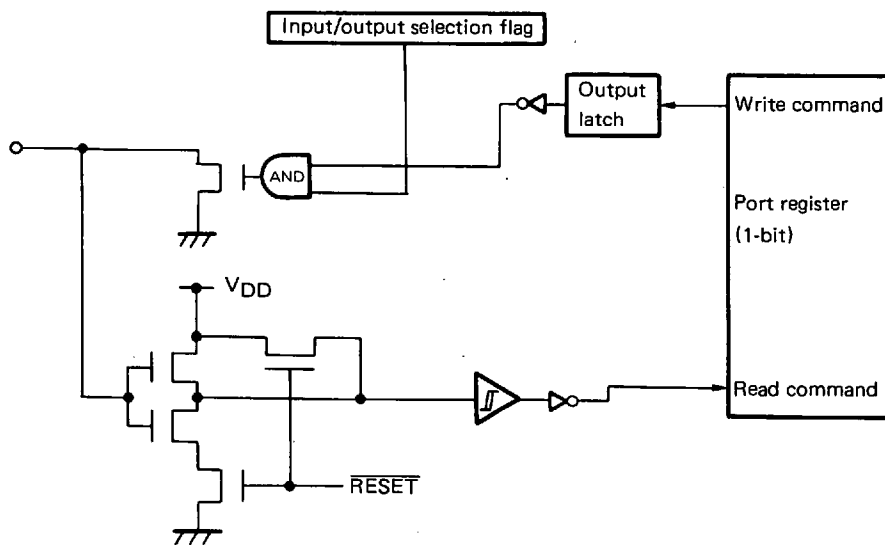 Input/output selection flag
Output
latch
Write command
AND
Port register
(1-bit)
VDD
Read command
RESET